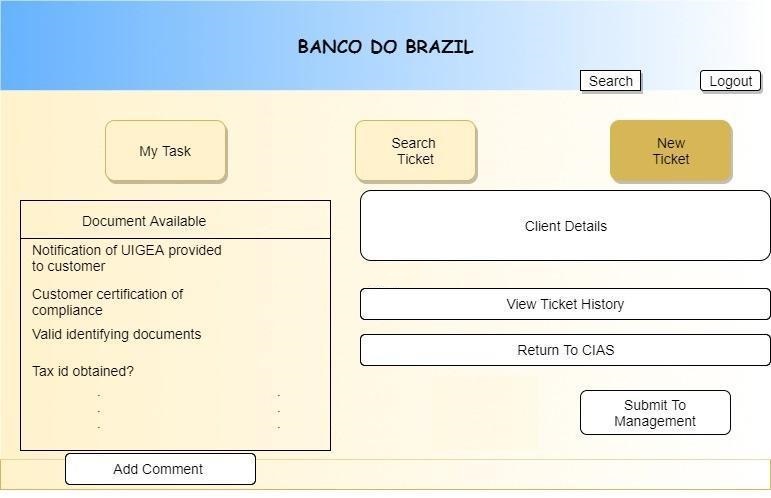 BANCO DO BRAZIL
Search
Logout
My Task
Search
Ticket
New
Ticket
Document Available
Notification of UIGEA provided
to customer
Customer certification of
compliance
Valid identifying documents
Tax id obtained?
Client Details
View Ticket History
Return To CIAS
Submit To
Management
Add Comment